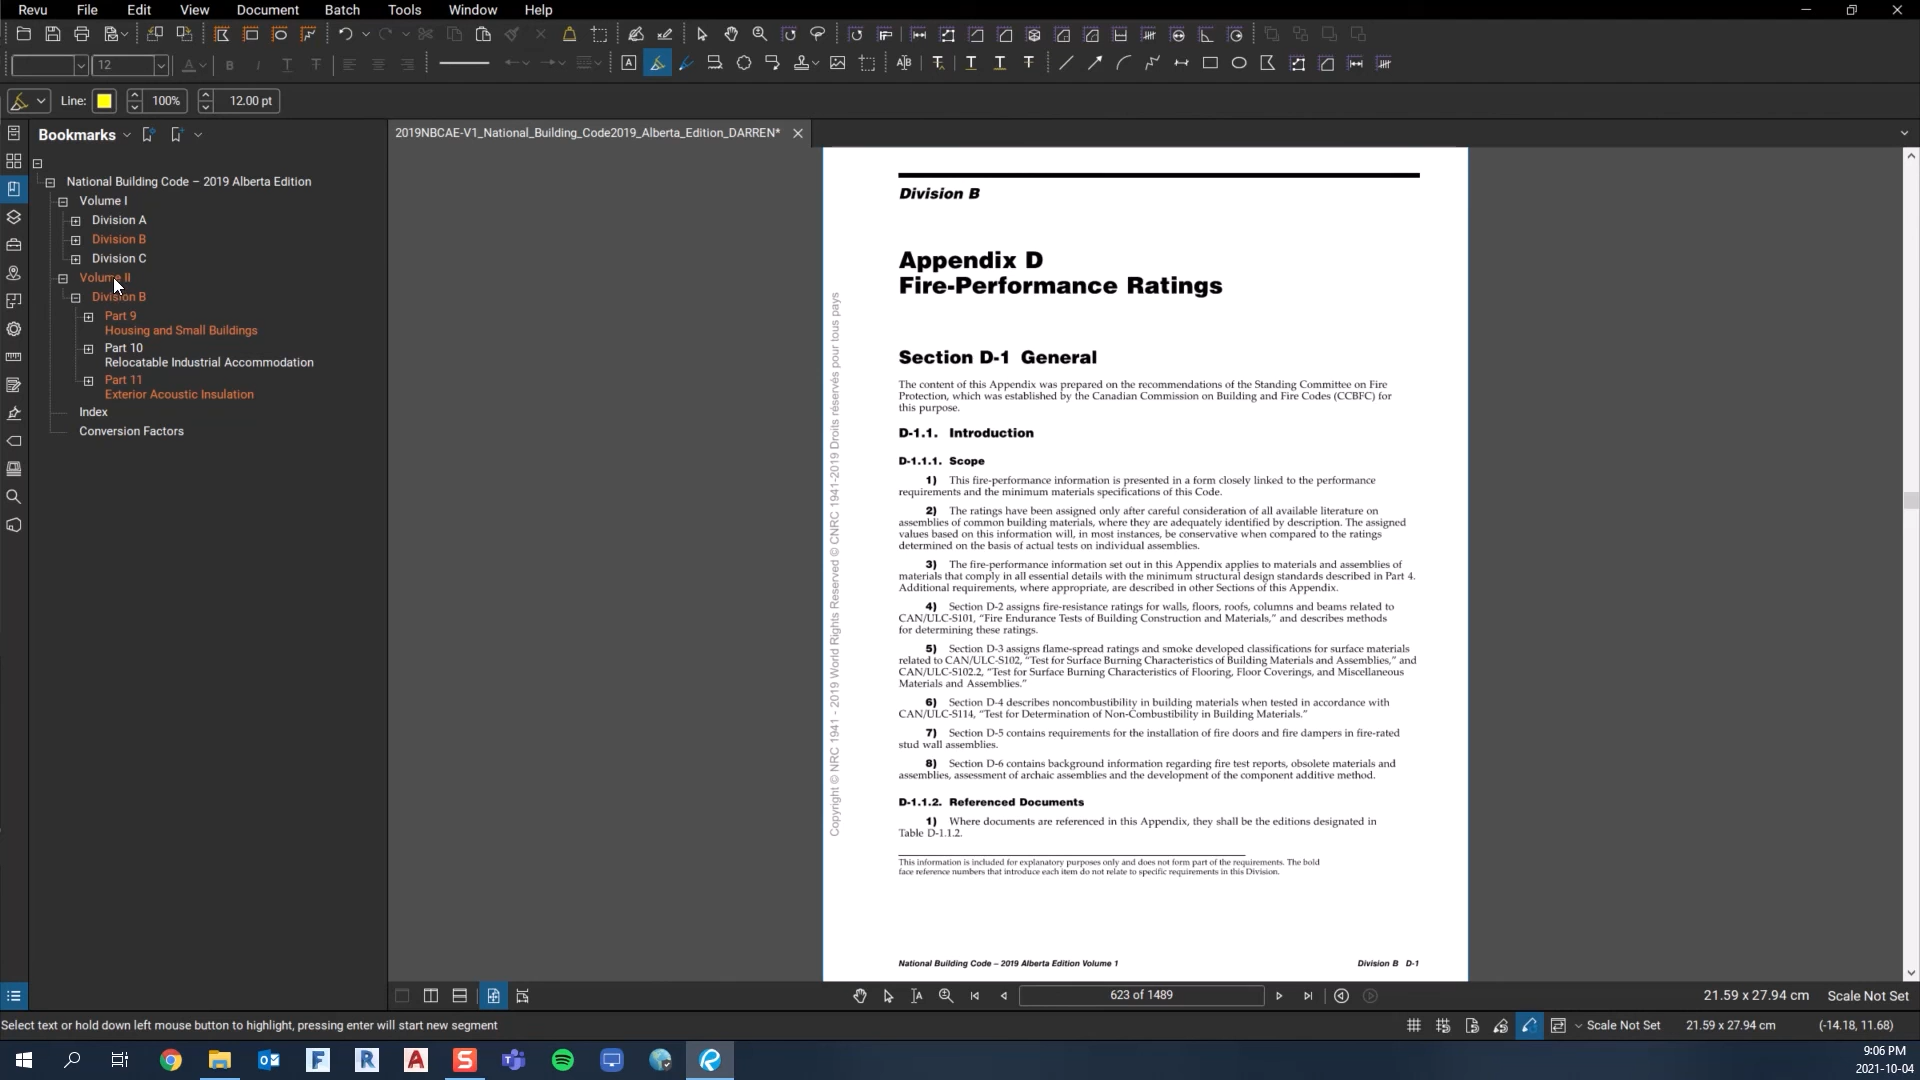 Revu File Edit View Document Batch Tools Window Help
12
Line: 100% 12.00 pt
Bookmarks
2019NBCAE-V1_National_Building_Code2019_Alberta_Edition_DARREN*
National Building Code – 2019 Alberta Edition
Volume I
Division A
Division B
Division C
Volume II
Division B
Part 9
Housing and Small Buildings
Part 10
Relocatable Industrial Accommodation
Part 11
Exterior Acoustic Insulation
Index
Conversion Factors
Copyright © NRC 1941 - 2019 World Rights Reserved © CNRC 1941-2019 Droits réservés pour tous pays
Division B
Appendix D
Fire-Performance Ratings
Section D-1 General
The content of this Appendix was prepared on the recommendations of the Standing Committee on Fire
Protection, which was established by the Canadian Commission on Building and Fire Codes (CCBFC) for
this purpose.
D-1.1. Introduction
D-1.1.1. Scope
1) This fire-performance information is presented in a form closely linked to the performance
requirements and the minimum materials specifications of this Code.
2) The ratings have been assigned only after careful consideration of all available literature on
assemblies of common building materials, where they are adequately identified by description. The assigned
values based on this information will, in most instances, be conservative when compared to the ratings
determined on the basis of actual tests on individual assemblies.
3) The fire-performance information set out in this Appendix applies to materials and assemblies of
materials that comply in all essential details with the minimum structural design standards described in Part 4.
Additional requirements, where appropriate, are described in other Sections of this Appendix.
4) Section D-2 assigns fire-resistance ratings for walls, floors, roofs, columns and beams related to
CAN/ULC-S101, “Fire Endurance Tests of Building Construction and Materials,” and describes methods
for determining these ratings.
5) Section D-3 assigns flame-spread ratings and smoke developed classifications for surface materials
related to CAN/ULC-S102, “Test for Surface Burning Characteristics of Building Materials and Assemblies,” and
CAN/ULC-S102.2, “Test for Surface Burning Characteristics of Flooring, Floor Coverings, and Miscellaneous
Materials and Assemblies.”
6) Section D-4 describes noncombustibility in building materials when tested in accordance with
CAN/ULC-S114, “Test for Determination of Non-Combustibility in Building Materials.”
7) Section D-5 contains requirements for the installation of fire doors and fire dampers in fire-rated
stud wall assemblies.
8) Section D-6 contains background information regarding fire test reports, obsolete materials and
assemblies, assessment of archaic assemblies and the development of the component additive method.
D-1.1.2. Referenced Documents
1) Where documents are referenced in this Appendix, they shall be the editions designated in
Table D-1.1.2.
This information is included for explanatory purposes only and does not form part of the requirements. The bold
face reference numbers that introduce each item do not relate to specific requirements in this Division.
National Building Code – 2019 Alberta Edition Volume 1 Division B D-1
623 of 1489 21.59 x 27.94 cm Scale Not Set
Select text or hold down left mouse button to highlight, pressing enter will start new segment Scale Not Set 21.59 x 27.94 cm (-14.18, 11.68)
9:06 PM
2021-10-04